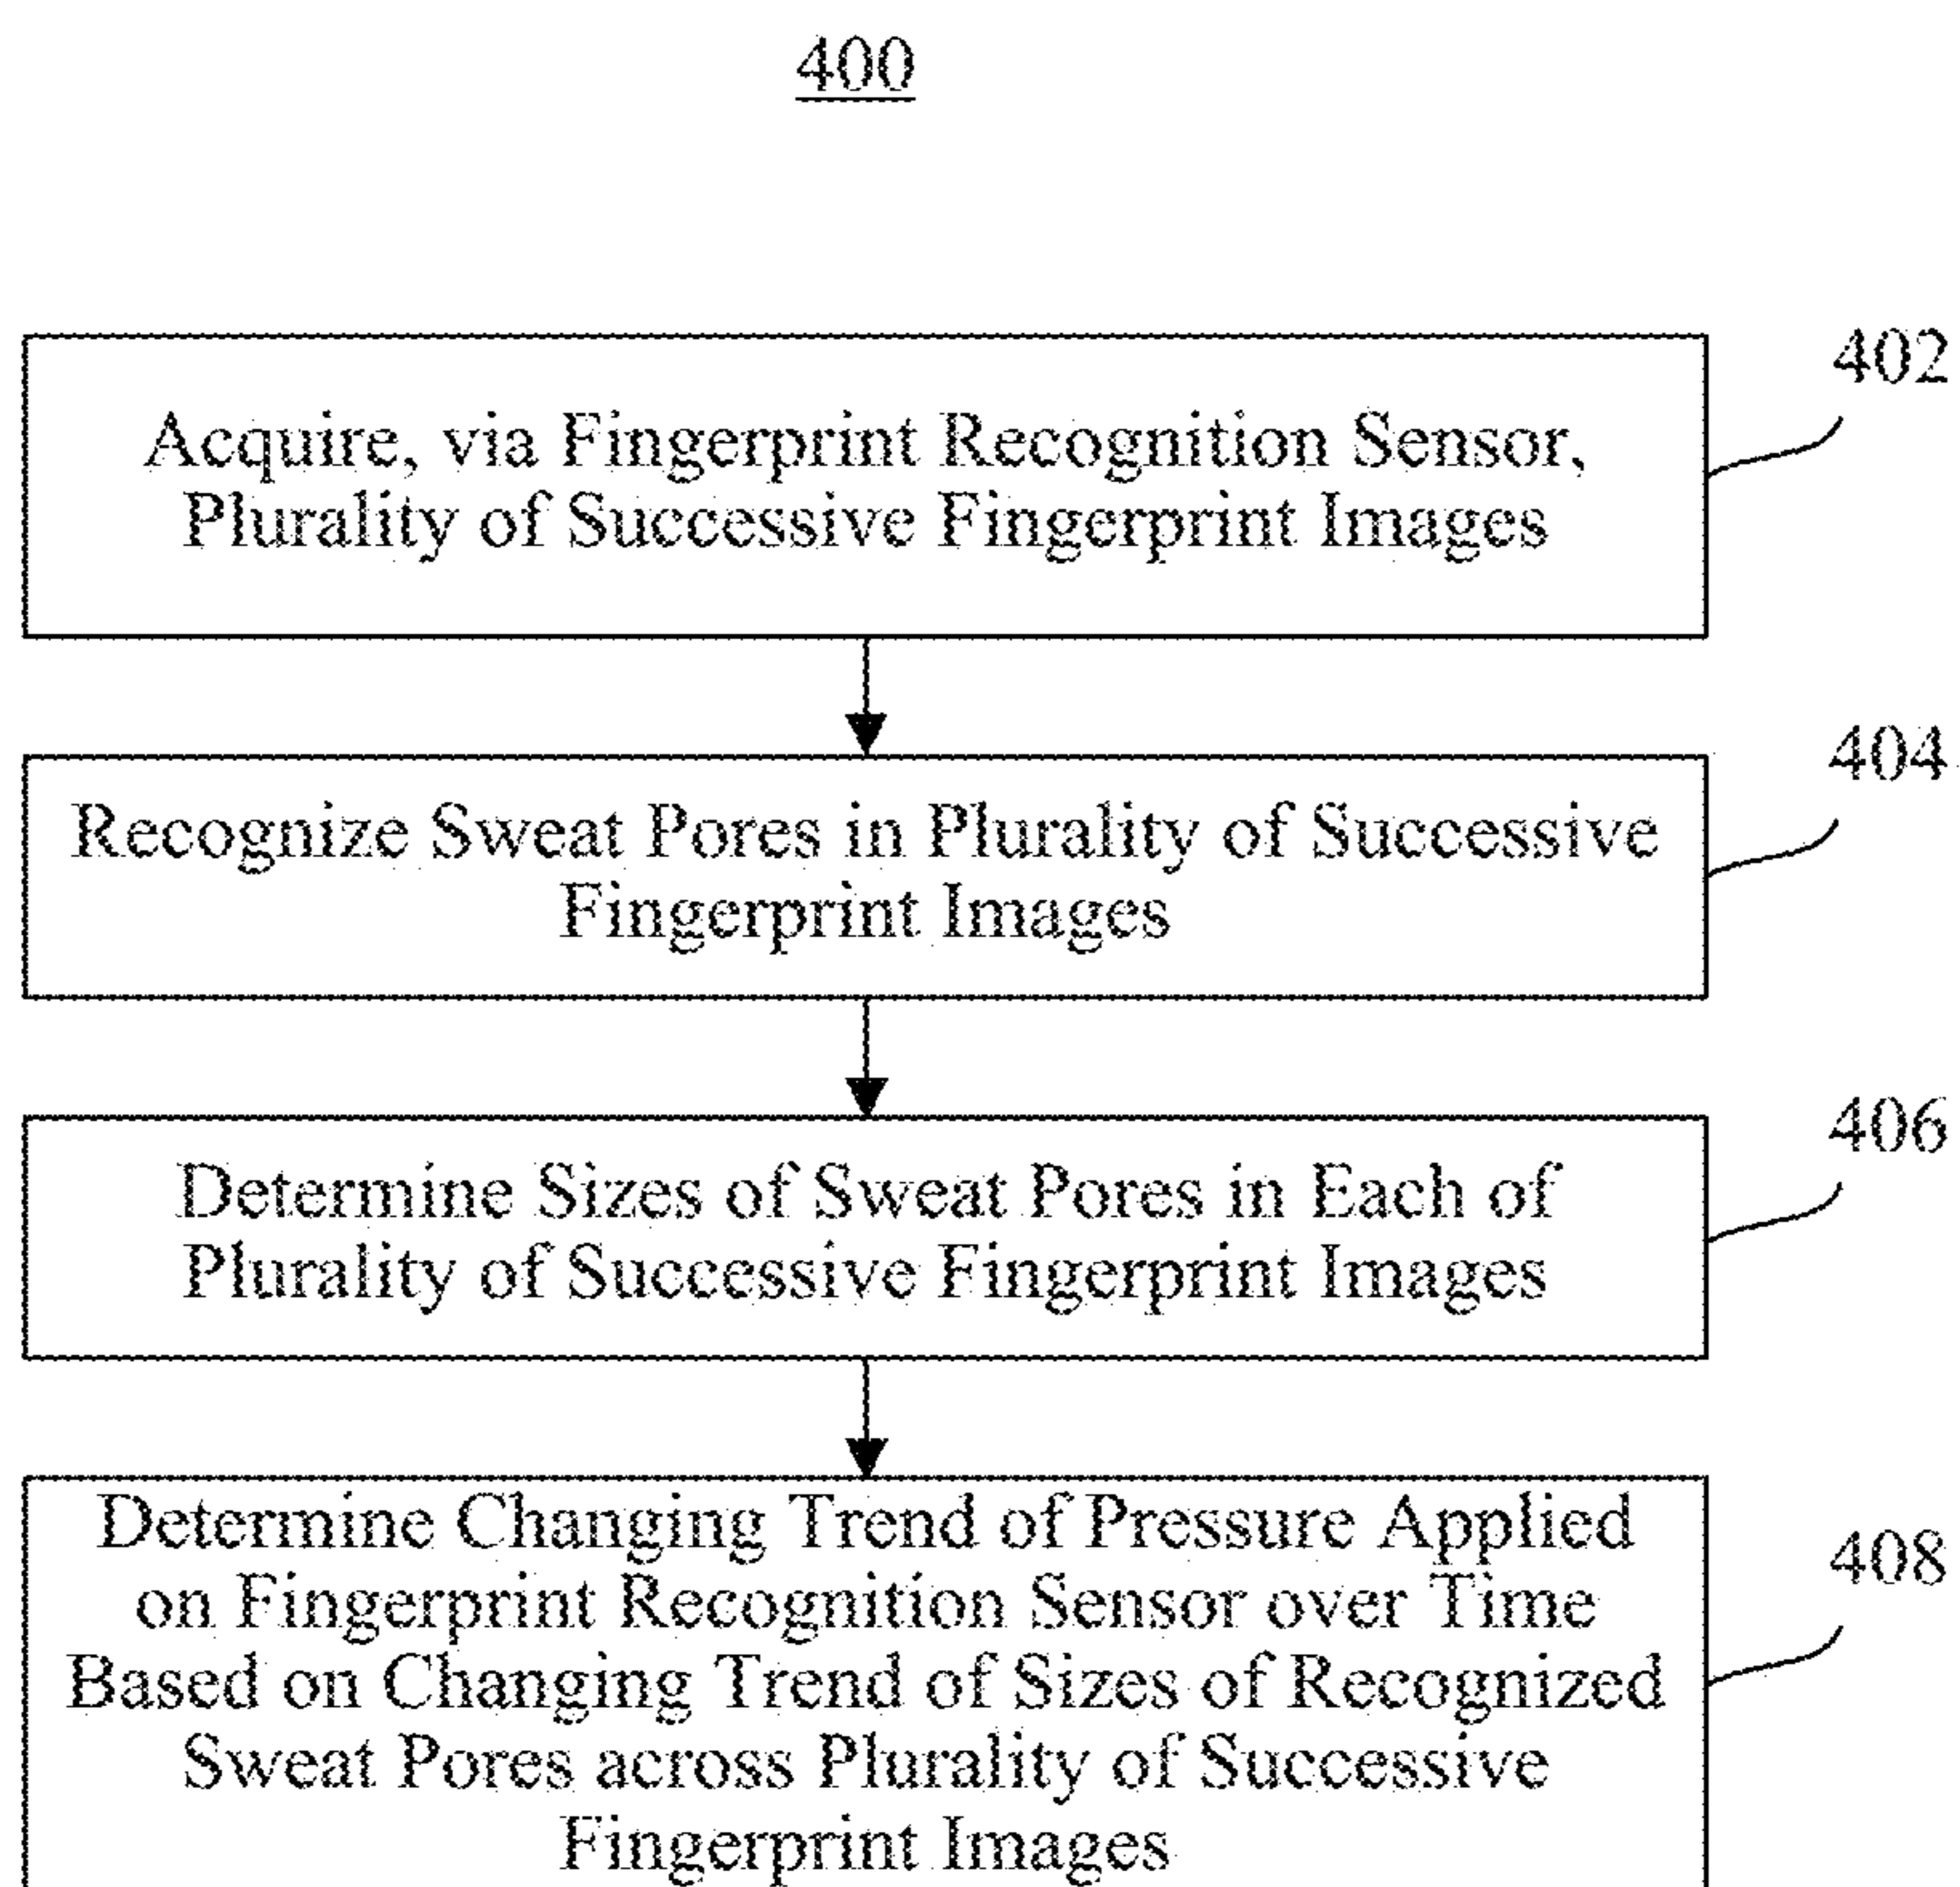 400
402
Acquire, via Fingerprint Recognition Sensor,
Plurality of Successive Fingerprint Images
404
Recognize Sweat Pores in Plurality of Successive
Fingerprint Images
406
Determine Sizes of Sweat Pores in Each of
Plurality of Successive Fingerprint Images
408
Determine Changing Trend of Pressure Applied
on Fingerprint Recognition Sensor over Time
Based on Changing Trend of Sizes of Recognized
Sweat Pores across Plurality of Successive
Fingerprint Images